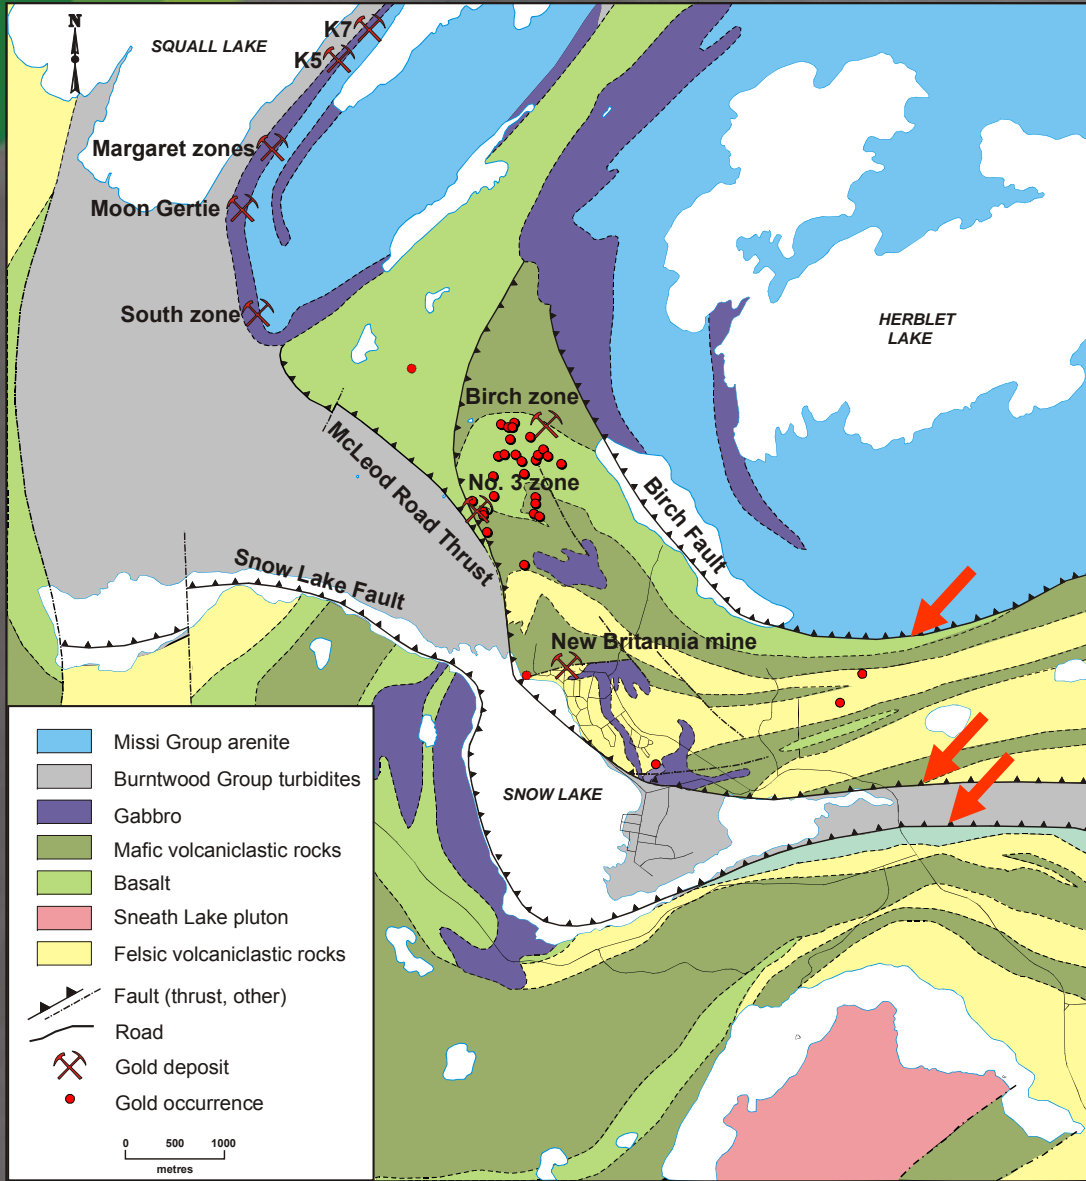 N
SQUALL LAKE
K7
K5
Margaret zones
Moon Gertie
South zone
HERBLET
LAKE
Birch zone
McLeod Road Thrust
No. 3 zone
Birch Fault
Snow Lake Fault
New Britannia mine
SNOW LAKE
Missi Group arenite
Burntwood Group turbidites
Gabbro
Mafic volcaniclastic rocks
Basalt
Sneath Lake pluton
Felsic volcaniclastic rocks
Fault (thrust, other)
Road
Gold deposit
Gold occurrence
0 500 1000
metres